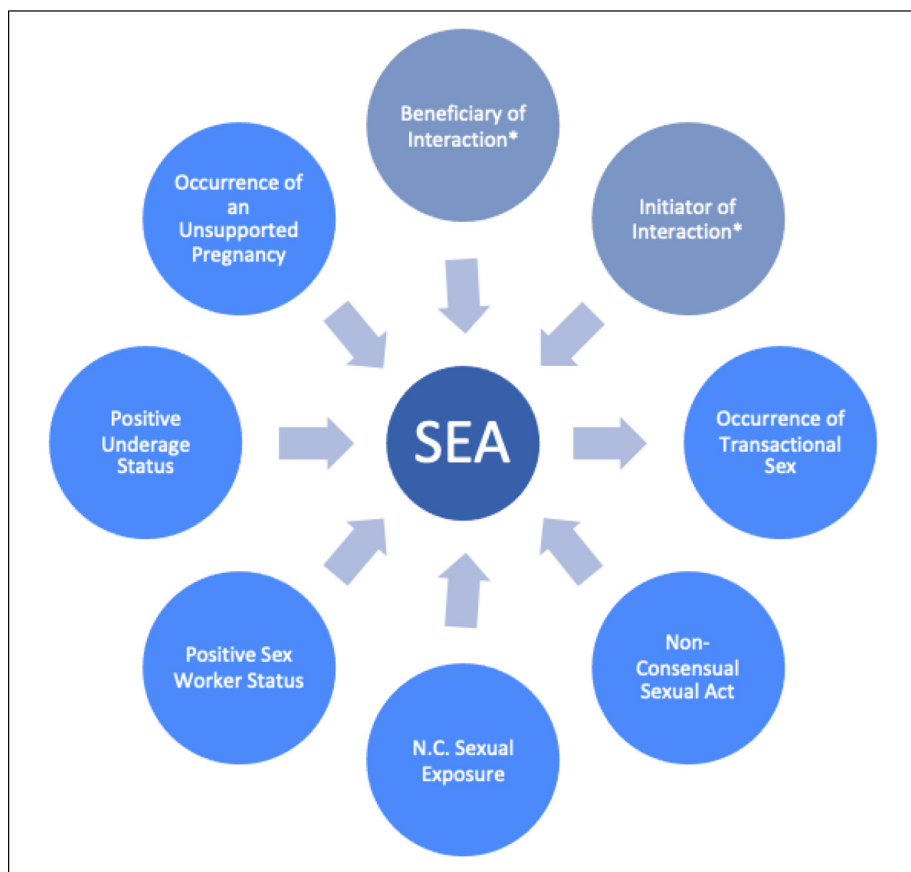 Beneficiary of
Interaction*
Initiator of
Interaction*
Occurrence of
Transactional
Sex
Non-
Consensual
Sexual Act
N.C. Sexual
Exposure
Positive Sex
Worker Status
Positive
Underage
Status
Occurrence of
an
Unsupported
Pregnancy
SEA